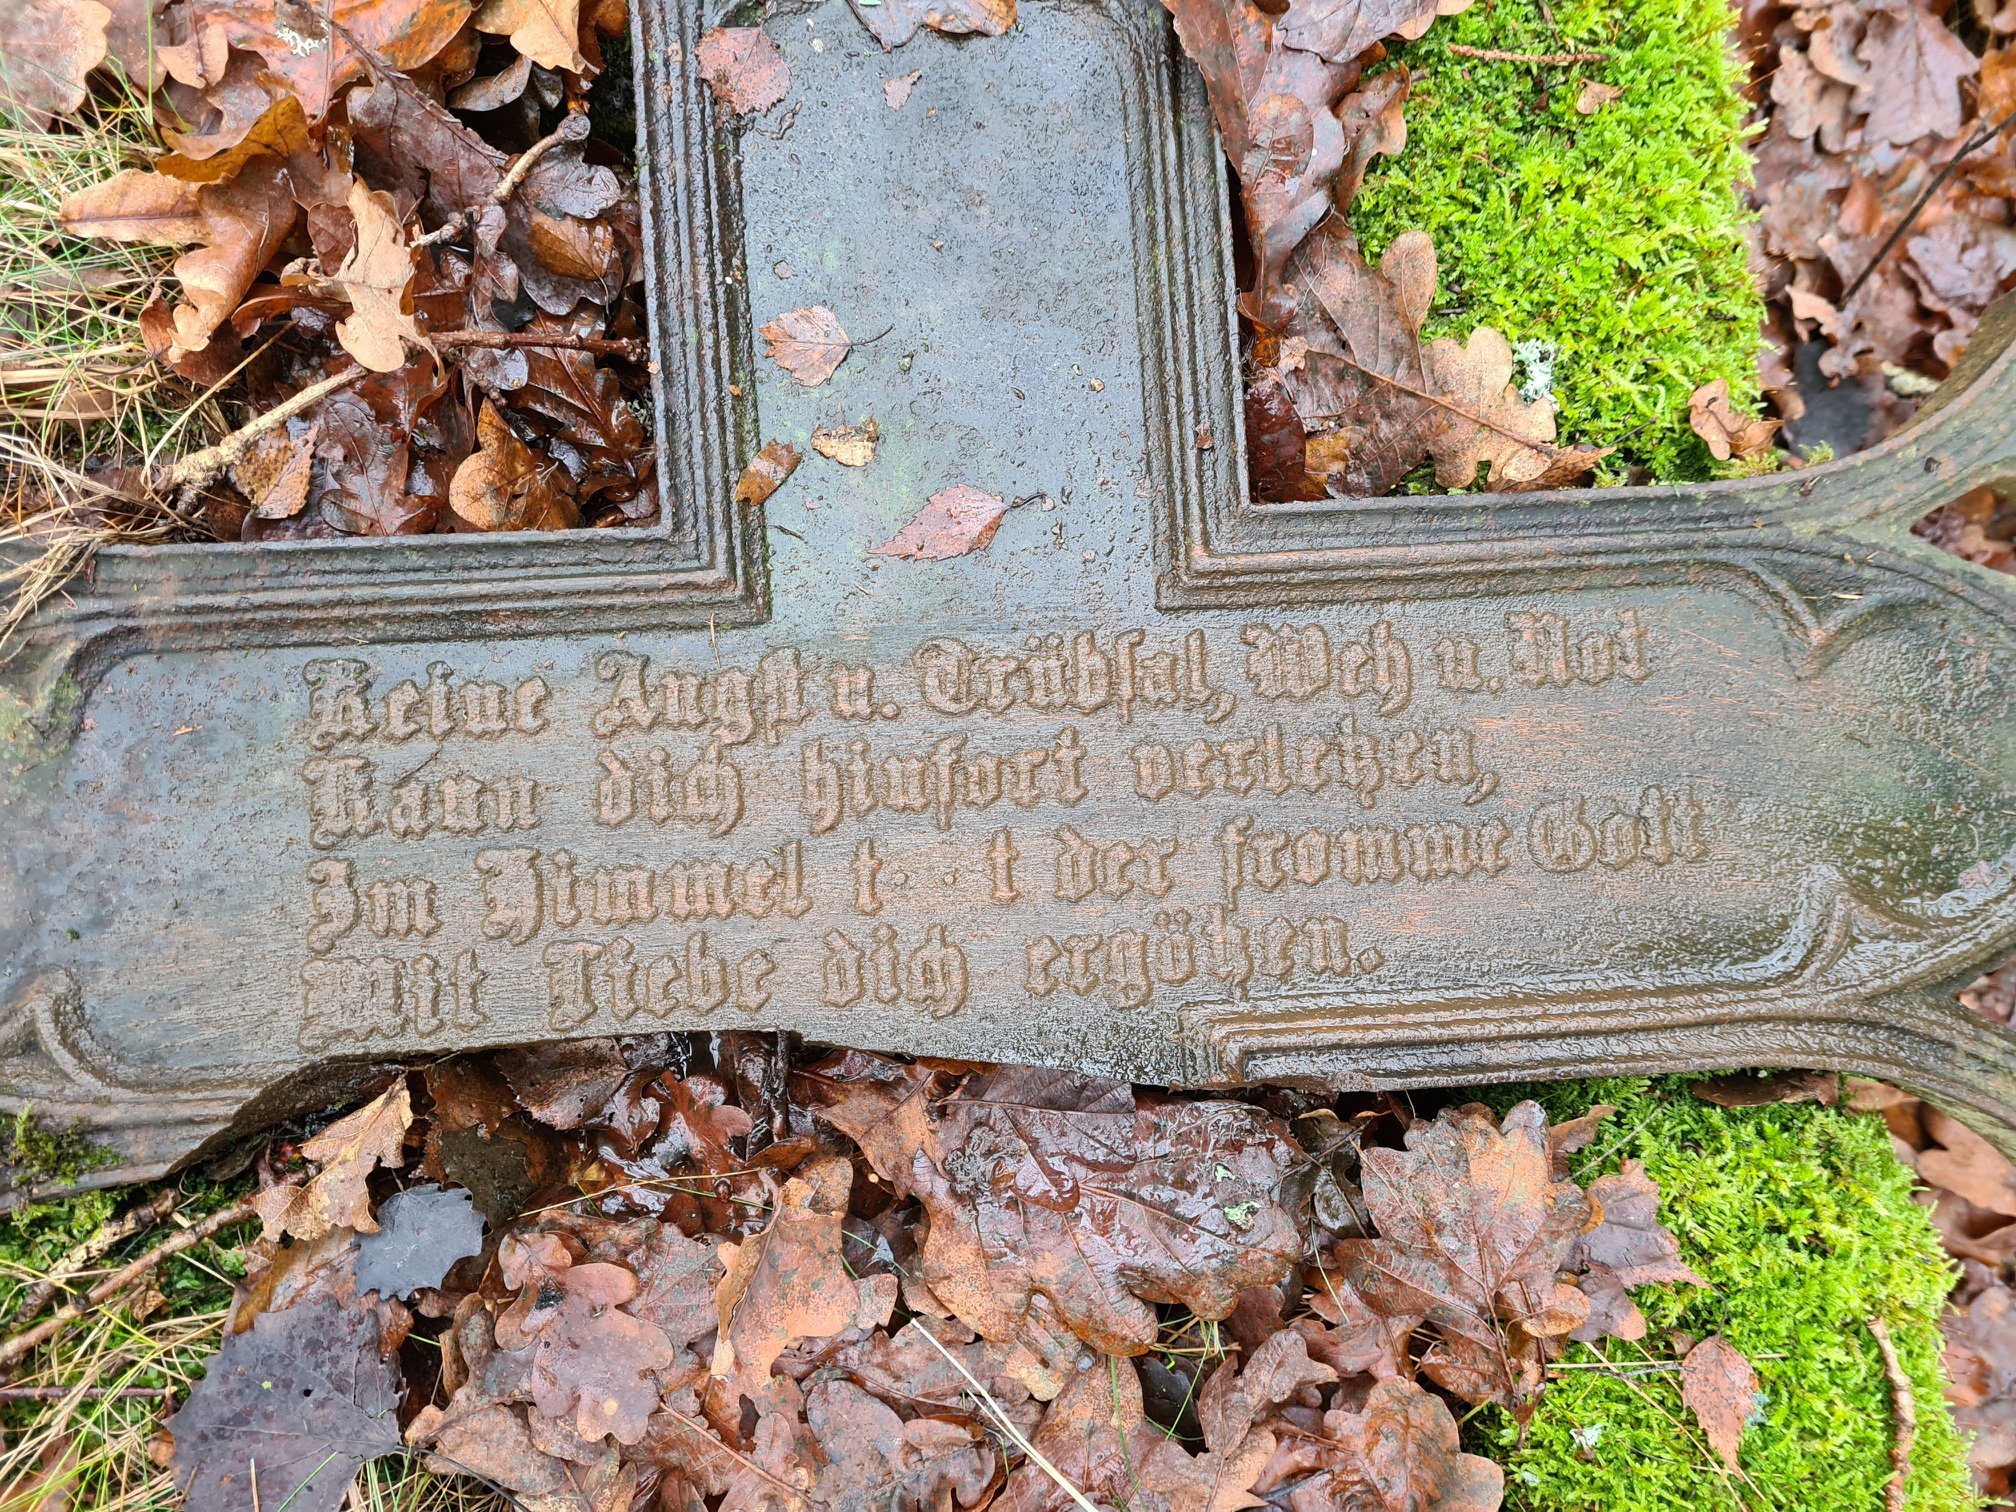 Keine Angst u. Trübsal, Weh u. Not
Kann dich hinfort verletzen,
Im Himmel der fromme Gott
Mit Liebe dich ergötzen.